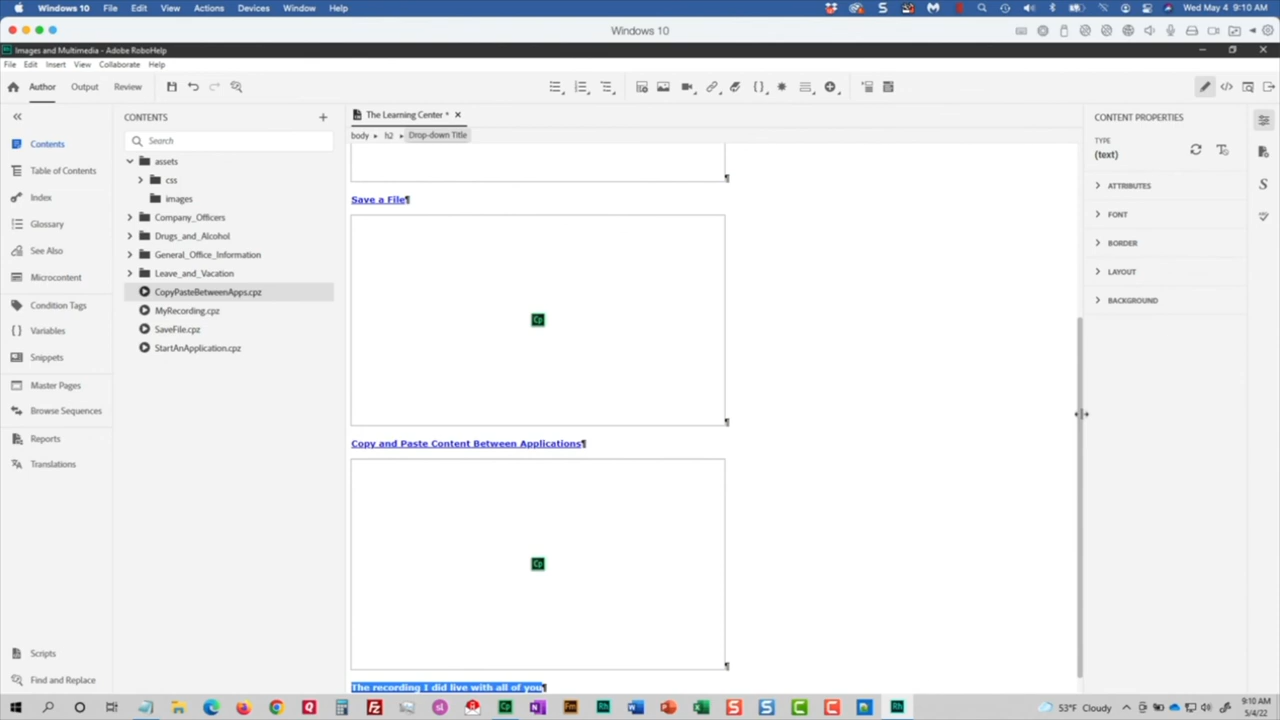 Windows 10 File Edit View Actions Devices Window Help
Wed May 4 9:10 AM
Windows 10
Images and Multimedia - Adobe RoboHelp
File Edit Insert View Collaborate Help
Author Output Review
CONTENTS
Search
assets
css
images
Company_Officers
Drugs_and_Alcohol
General_Office_Information
Leave_and_Vacation
CopyPasteBetweenApps.cpz
MyRecording.cpz
SaveFile.cpz
StartAnApplication.cpz
Contents
Table of Contents
Index
Glossary
See Also
Microcontent
Condition Tags
Variables
Snippets
Master Pages
Browse Sequences
Reports
Translations
Scripts
Find and Replace
The Learning Center *
body h2 Drop-down Title
Save a File¶
Cp
Copy and Paste Content Between Applications¶
Cp
The recording I did live with all of you¶
CONTENT PROPERTIES
TYPE
(text)
ATTRIBUTES
FONT
BORDER
LAYOUT
BACKGROUND
53°F Cloudy
9:10 AM
5/4/22